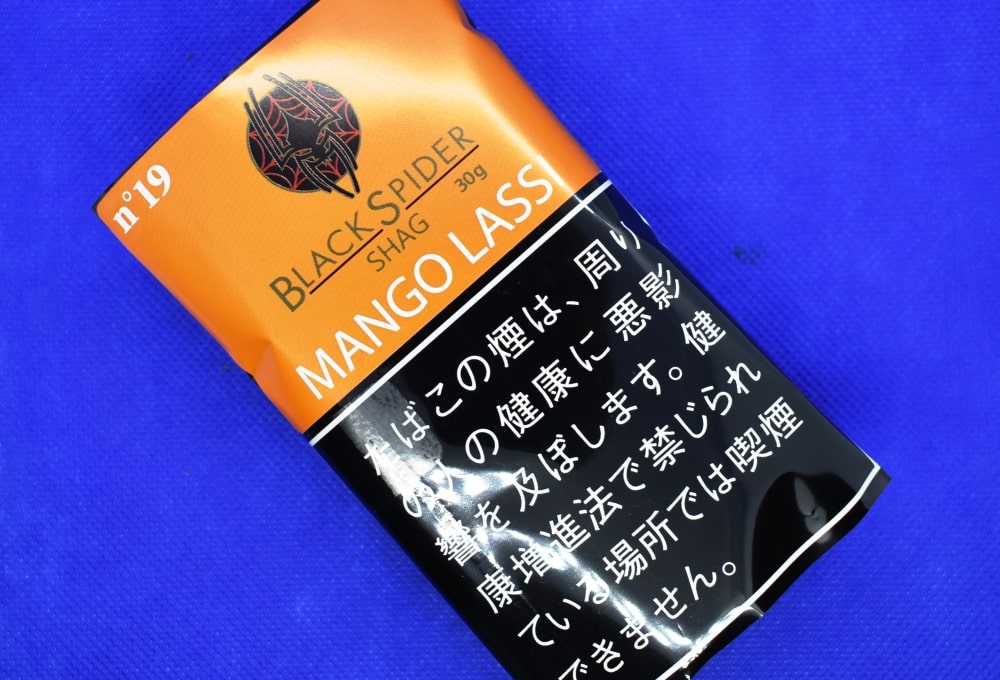 n°19
BLACK SPIDER
SHAG
30g
MANGO LASS
たばこの煙は、周り
の人の健康に悪影
響を及ぼします。健
康増進法で禁じられ
ている場所では喫煙
できません。